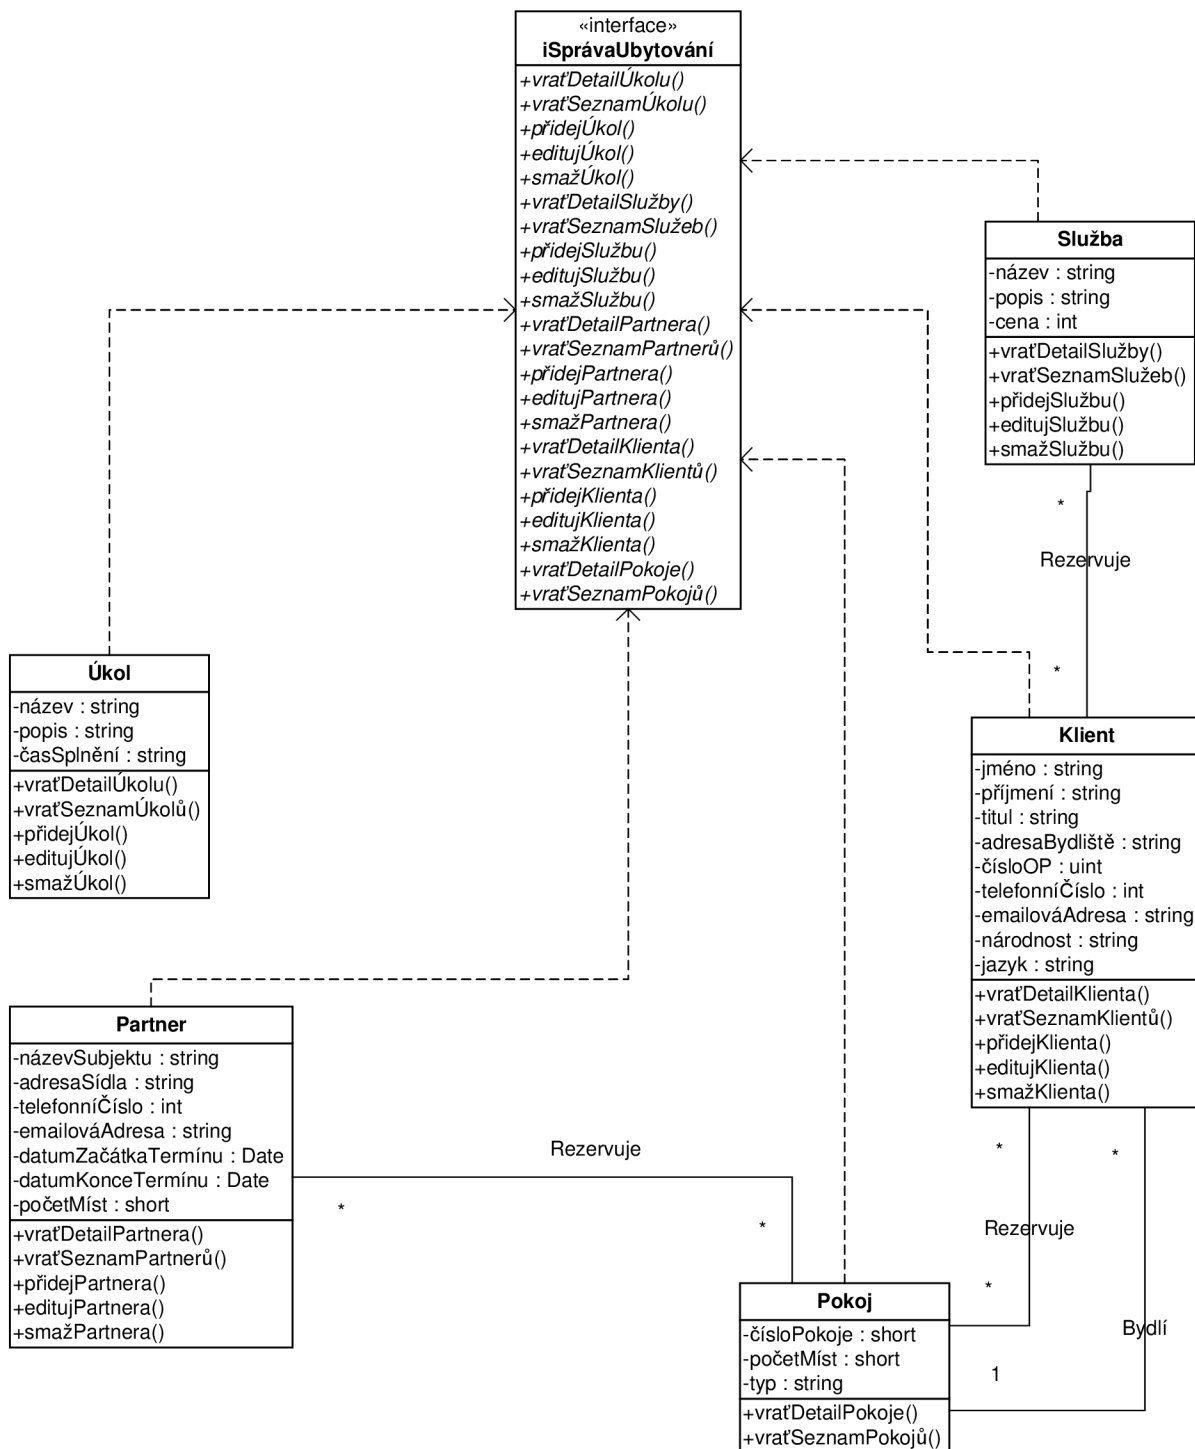 «interface»
iSprávaUbytování
+vraťDetailÚkolu()
+vraťSeznamÚkolu()
+přidejÚkol()
+editujÚkol()
+smažÚkol()
+vraťDetailSlužby()
+vraťSeznamSlužeb()
+přidejSlužbu()
+editujSlužbu()
+smažSlužbu()
+vraťDetailPartnera()
+vraťSeznamPartnerů()
+přidejPartnera()
+editujPartnera()
+smažPartnera()
+vraťDetailKlienta()
+vraťSeznamKlientů()
+přidejKlienta()
+editujKlienta()
+smažKlienta()
+vraťDetailPokoje()
+vraťSeznamPokojů()
Služba
-název : string
-popis : string
-cena : int
+vraťDetailSlužby()
+vraťSeznamSlužeb()
+přidejSlužbu()
+editujSlužbu()
+smažSlužbu()
*
Rezervuje
*
Úkol
-název : string
-popis : string
-časSplnění : string
+vraťDetailÚkolu()
+vraťSeznamÚkolů()
+přidejÚkol()
+editujÚkol()
+smažÚkol()
Klient
-jméno : string
-příjmení : string
-titul : string
-adresaBydliště : string
-čísloOP : uint
-telefonníČíslo : int
-emailováAdresa : string
-národnost : string
-jazyk : string
+vraťDetailKlienta()
+vraťSeznamKlientů()
+přidejKlienta()
+editujKlienta()
+smažKlienta()
Partner
-názevSubjektu : string
-adresaSídla : string
-telefonníČíslo : int
-emailováAdresa : string
-datumZačátkaTermínu : Date
-datumKonceTermínu : Date
-početMíst : short
+vraťDetailPartnera()
+vraťSeznamPartnerů()
+přidejPartnera()
+editujPartnera()
+smažPartnera()
Rezervuje
*
*
*
*
Rezervuje
*
Bydlí
1
Pokoj
-čísloPokoje : short
-početMíst : short
-typ : string
+vraťDetailPokoje()
+vraťSeznamPokojů()